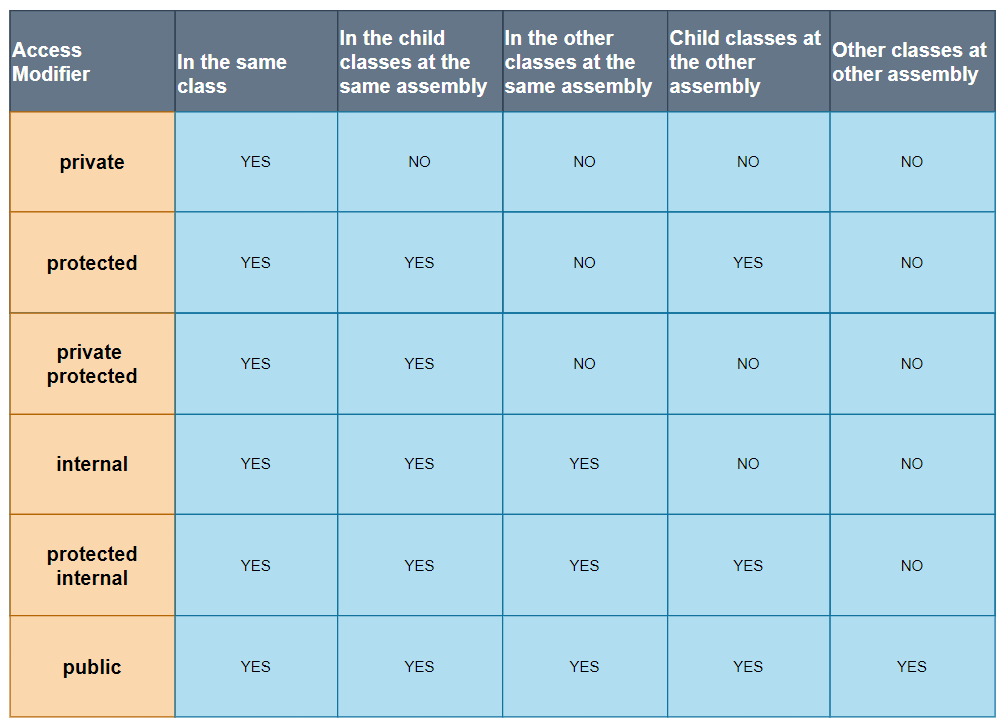 Access
Modifier
In the same
class
In the child
classes at the
same assembly
In the other
classes at the
same assembly
Child classes at
the other
assembly
Other classes at
other assembly
private
YES
NO
NO
NO
NO
protected
YES
YES
NO
YES
NO
private
protected
YES
YES
NO
NO
NO
internal
YES
YES
YES
NO
NO
protected
internal
YES
YES
YES
YES
NO
public
YES
YES
YES
YES
YES